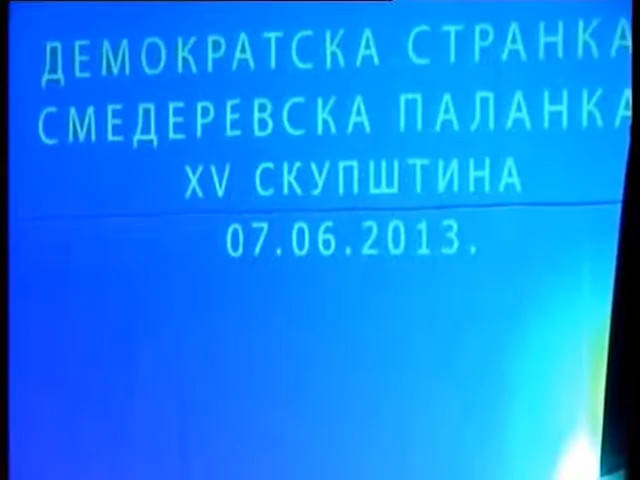 ДЕМОКРАТСКА СТРАНКА
СМЕДЕРЕВСКА ПАЛАНКА
XV СКУПШТИНА
07.06.2013.